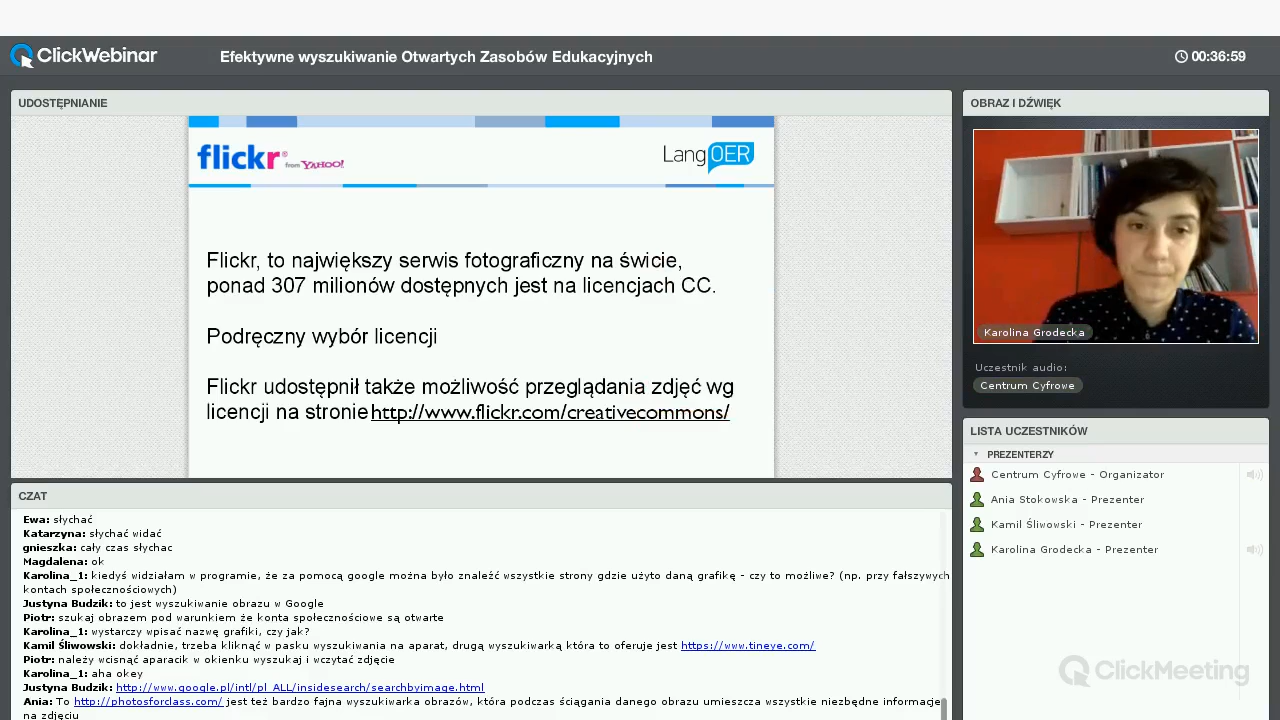 ClickWebinar
Efektywne wyszukiwanie Otwartych Zasobów Edukacyjnych
00:36:59
UDOSTĘPNIANIE
flickr® from YAHOO!
LangOER
Flickr, to największy serwis fotograficzny na świcie,
ponad 307 milionów dostępnych jest na licencjach CC.
Podręczny wybór licencji
Flickr udostępnił także możliwość przeglądania zdjęć wg
licencji na stronie http://www.flickr.com/creativecommons/
OBRAZ I DŹWIĘK
Karolina Grodecka
Uczestnik audio:
Centrum Cyfrowe
LISTA UCZESTNIKÓW
PREZENTERZY
Centrum Cyfrowe - Organizator
Ania Stokowska - Prezenter
Kamil Śliwowski - Prezenter
Karolina Grodecka - Prezenter
ClickMeeting
CZAT
Ewa: słychać
Katarzyna: słychać widać
gnieszka: cały czas słychac
Magdalena: ok
Karolina_1: kiedyś widziałam w programie, że za pomocą google można było znaleźć wszystkie strony gdzie użyto daną grafikę - czy to możliwe? (np. przy fałszywych
kontach społecznościowych)
Justyna Budzik: to jest wyszukiwanie obrazu w Google
Piotr: szukaj obrazem pod warunkiem że konta społecznościowe są otwarte
Karolina_1: wystarczy wpisać nazwę grafiki, czy jak?
Kamil Śliwowski: dokładnie, trzeba kliknąć w pasku wyszukiwania na aparat, drugą wyszukiwarką która to oferuje jest https://www.tineye.com/
Piotr: należy wcisnąć aparacik w okienku wyszukaj i wczytać zdjęcie
Karolina_1: aha okey
Justyna Budzik: http://www.google.pl/intl/pl_ALL/insidesearch/searchbyimage.html
Ania: To http://photosforclass.com/ jest też bardzo fajna wyszukiwarka obrazów, która podczas ściągania danego obrazu umieszcza wszystkie niezbędne informacje
na zdjęciu